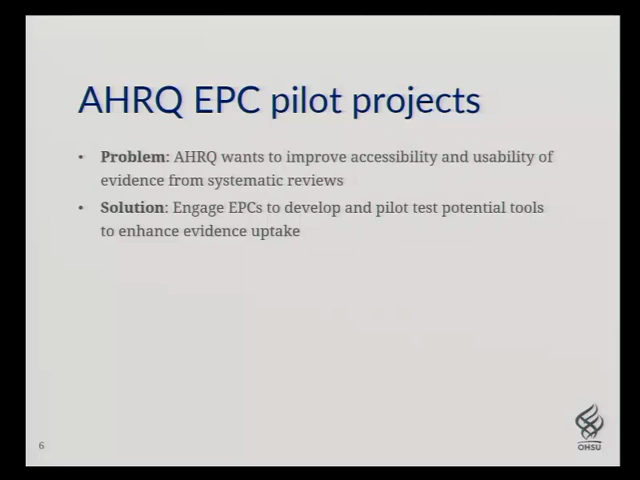 AHRQ EPC pilot projects
• Problem: AHRQ wants to improve accessibility and usability of
evidence from systematic reviews
• Solution: Engage EPCs to develop and pilot test potential tools
to enhance evidence uptake
6
OHSU